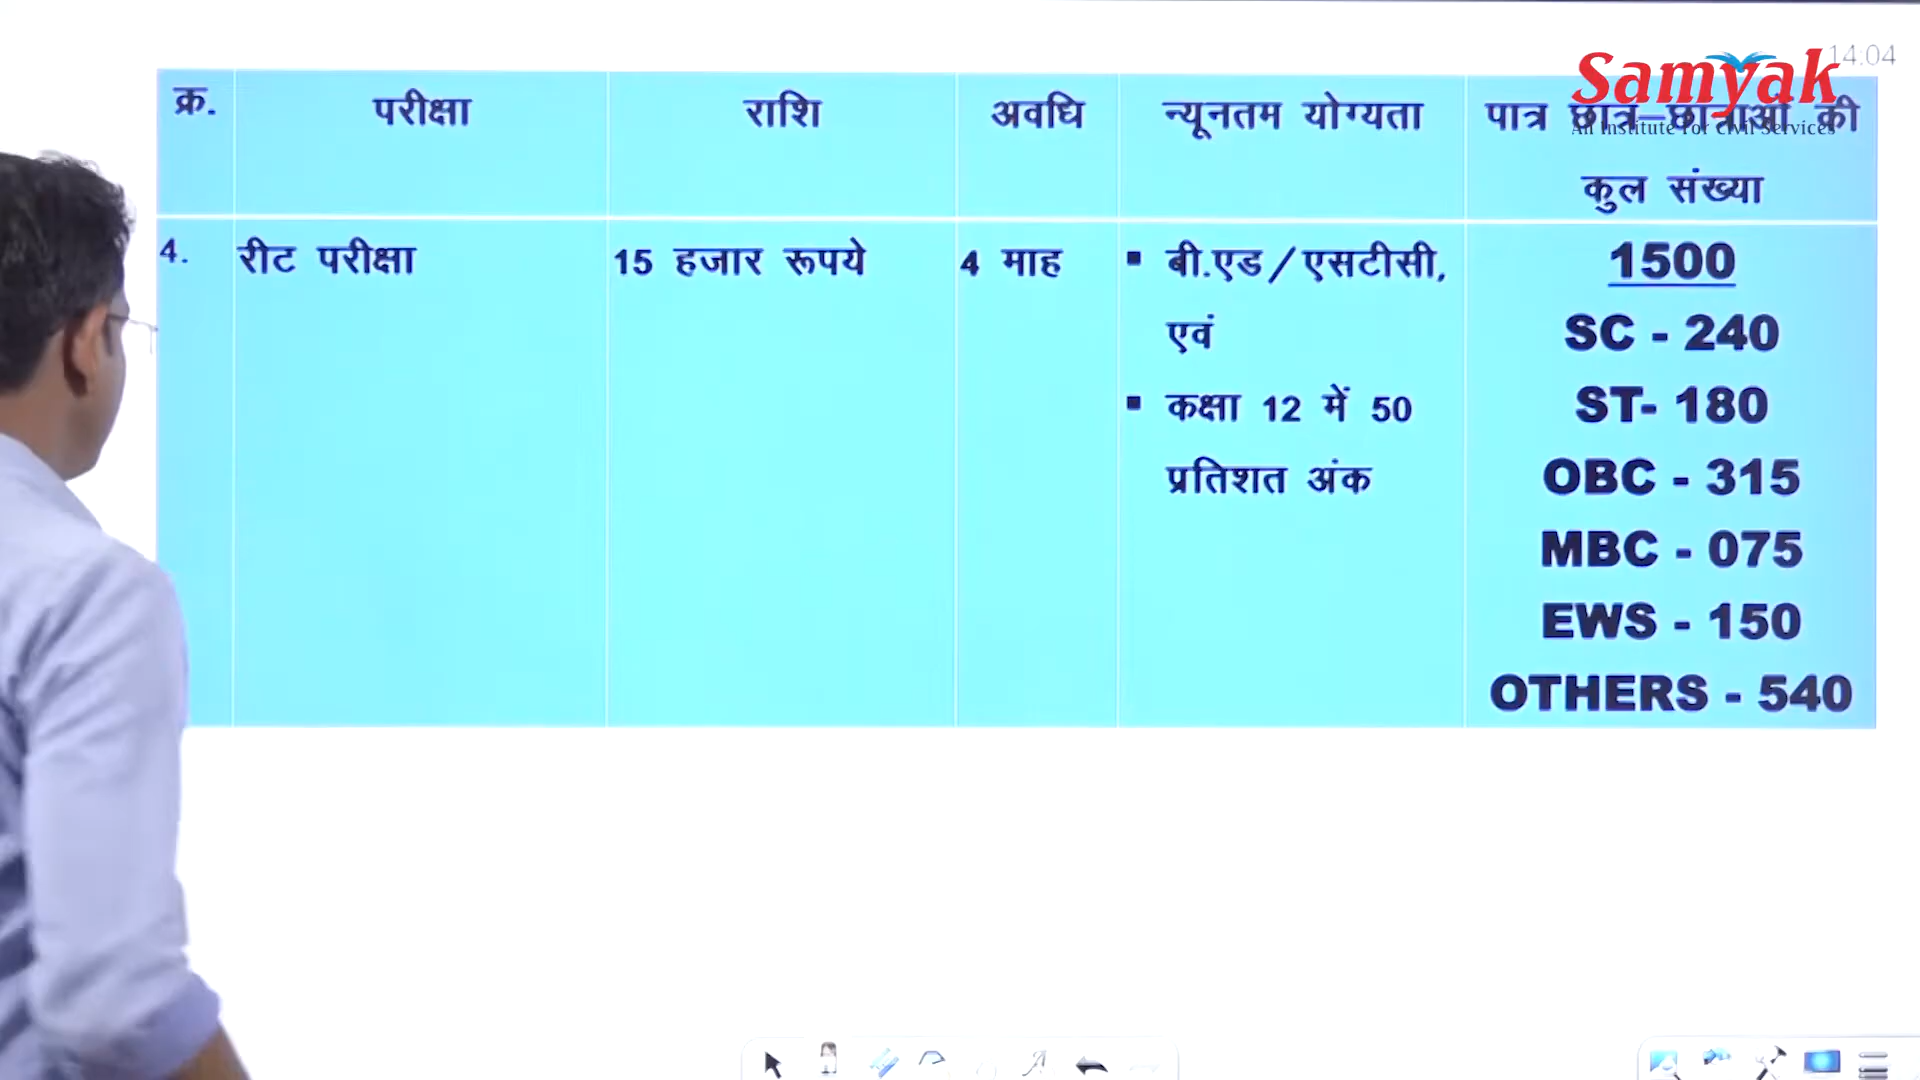 14:04
Samyak
An Institute For Civil Services
क्र. परीक्षा राशि अवधि न्यूनतम योग्यता पात्र छात्र–छात्राओं की
कुल संख्या
4. रीट परीक्षा 15 हजार रूपये 4 माह ▪ बी.एड/एसटीसी, 1500
एवं SC - 240
▪ कक्षा 12 में 50 ST- 180
प्रतिशत अंक OBC - 315
MBC - 075
EWS - 150
OTHERS - 540